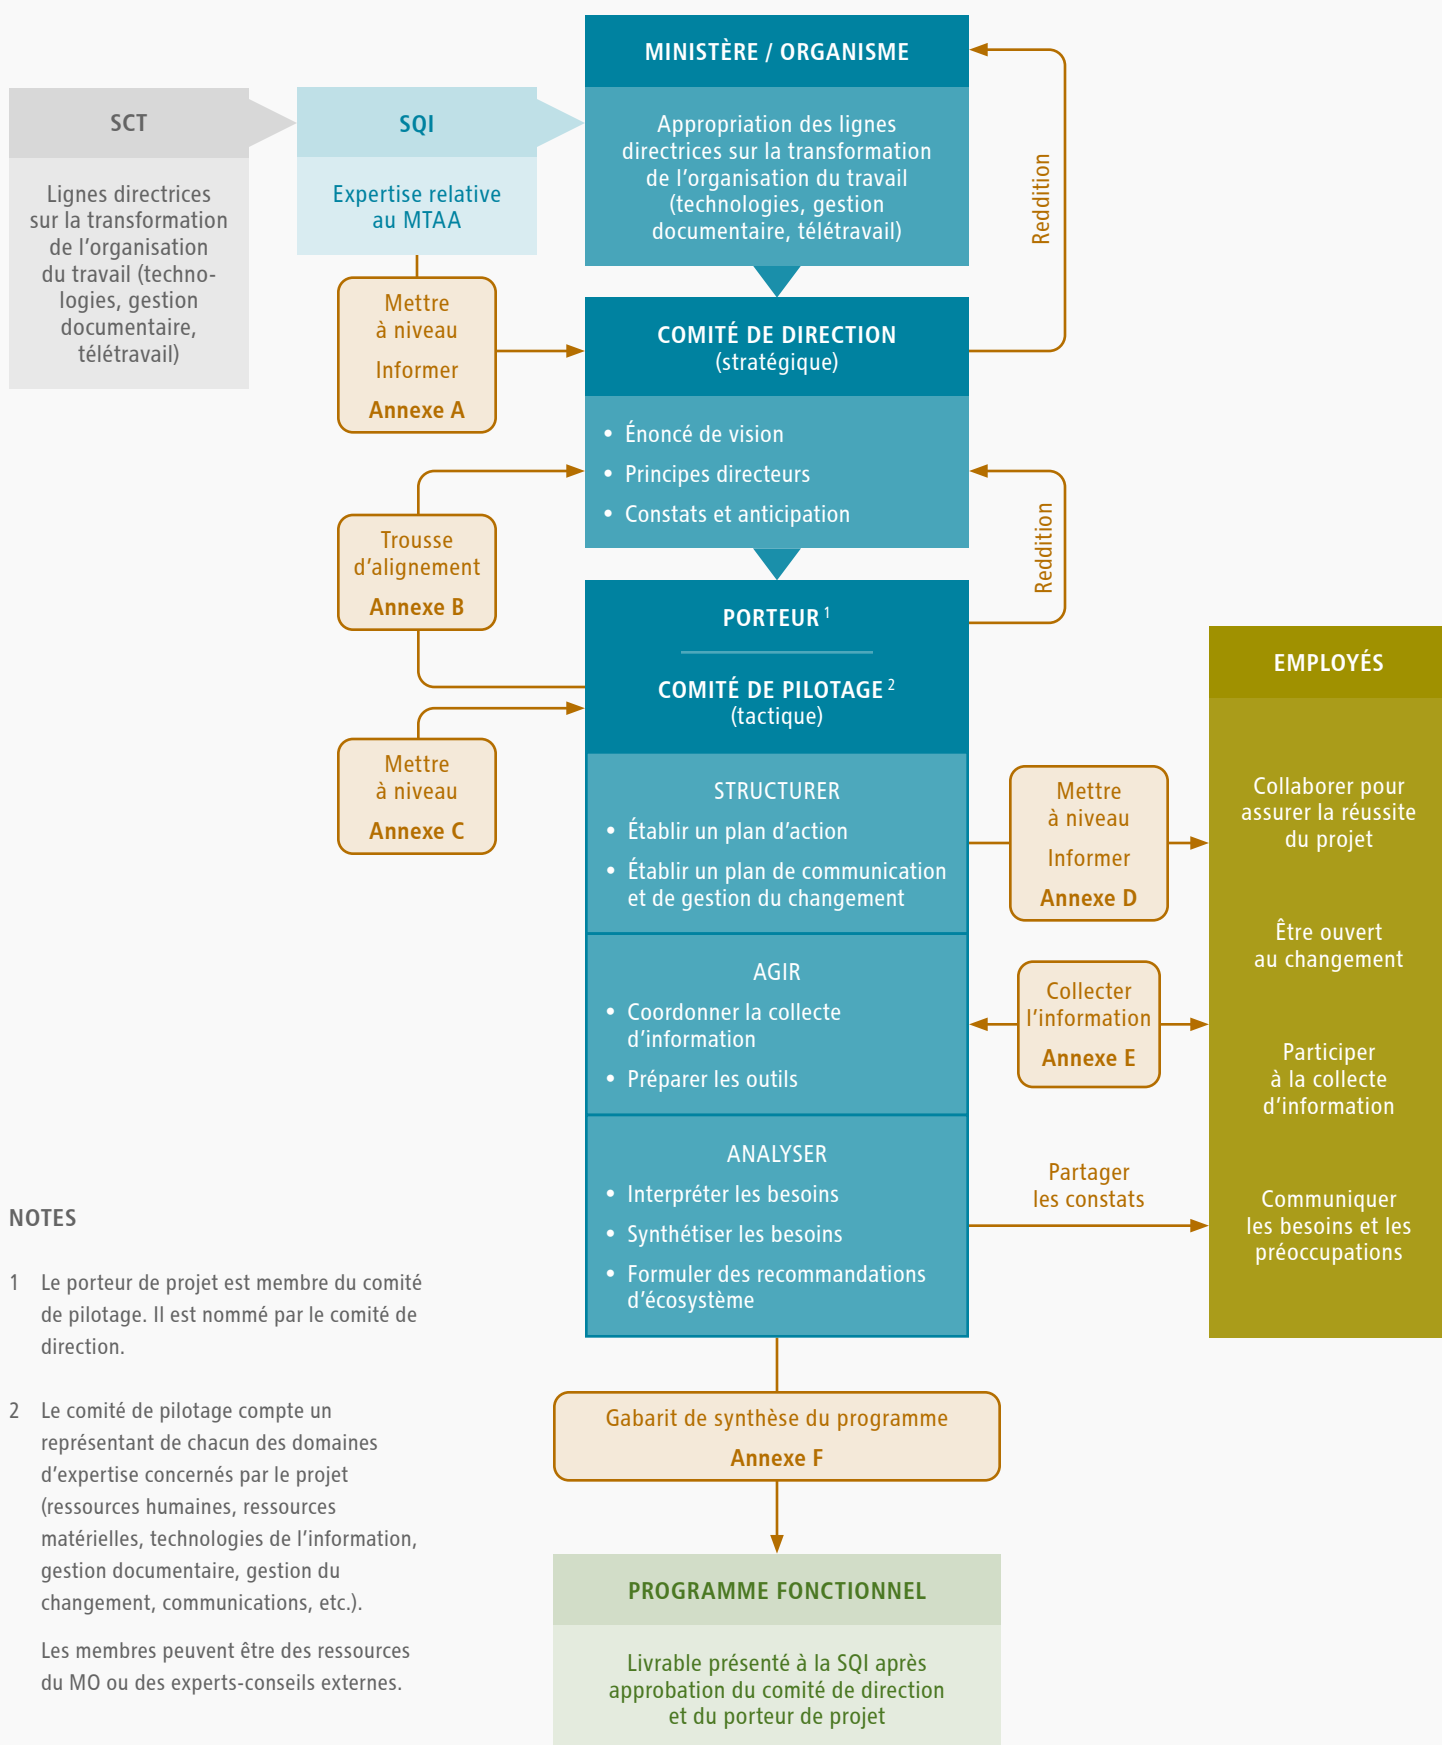 SCT
Lignes directrices
sur la transformation
de l’organisation
du travail (techno-
logies, gestion
documentaire,
télétravail)
SQI
Expertise relative
au MTAA
MINISTÈRE / ORGANISME
Appropriation des lignes
directrices sur la transformation
de l’organisation du travail
(technologies, gestion
documentaire, télétravail)
Reddition
Mettre
à niveau
Informer
Annexe A
COMITÉ DE DIRECTION
(stratégique)
• Énoncé de vision
• Principes directeurs
• Constats et anticipation
Reddition
Trousse
d’alignement
Annexe B
PORTEUR 1
COMITÉ DE PILOTAGE 2
(tactique)
Mettre
à niveau
Annexe C
STRUCTURER
• Établir un plan d’action
• Établir un plan de communication
et de gestion du changement
Mettre
à niveau
Informer
Annexe D
AGIR
• Coordonner la collecte
d’information
• Préparer les outils
Collecter
l’information
Annexe E
ANALYSER
• Interpréter les besoins
• Synthétiser les besoins
• Formuler des recommandations
d’écosystème
Partager
les constats
EMPLOYÉS
Collaborer pour
assurer la réussite
du projet
Être ouvert
au changement
Participer
à la collecte
d’information
Communiquer
les besoins et les
préoccupations
Gabarit de synthèse du programme
Annexe F
PROGRAMME FONCTIONNEL
Livrable présenté à la SQI après
approbation du comité de direction
et du porteur de projet
NOTES
1 Le porteur de projet est membre du comité
de pilotage. Il est nommé par le comité de
direction.
2 Le comité de pilotage compte un
représentant de chacun des domaines
d’expertise concernés par le projet
(ressources humaines, ressources
matérielles, technologies de l’information,
gestion documentaire, gestion du
changement, communications, etc.).
Les membres peuvent être des ressources
du MO ou des experts-conseils externes.